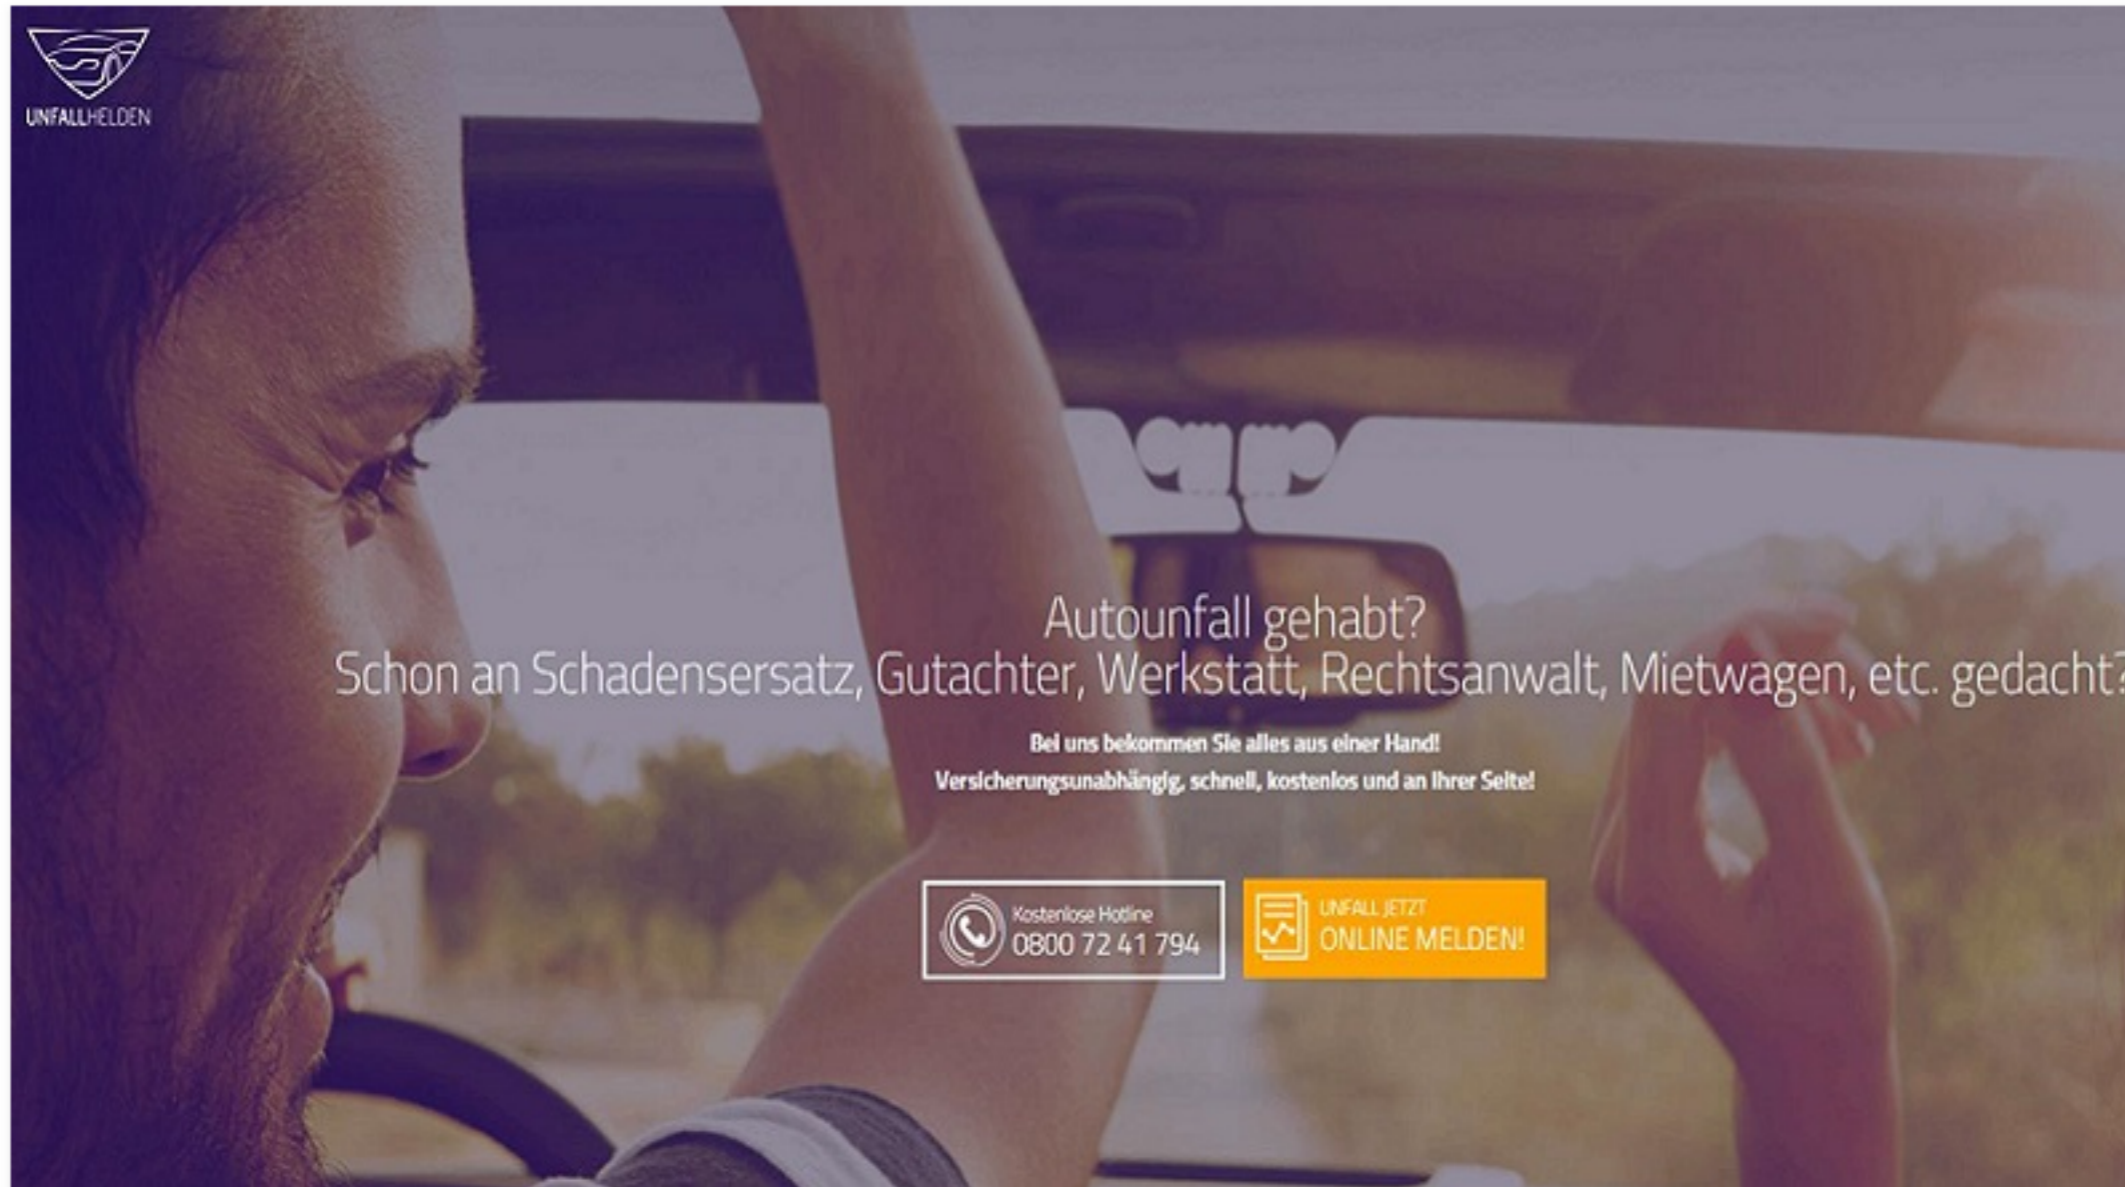 UNFALLHELDEN
Autounfall gehabt?
Schon an Schadensersatz, Gutachter, Werkstatt, Rechtsanwalt, Mietwagen, etc. gedacht?
Bei uns bekommen Sie alles aus einer Hand!
Versicherungsunabhängig, schnell, kostenlos und an Ihrer Seite!
Kostenlose Hotline
0800 72 41 794
UNFALL JETZT
ONLINE MELDEN!